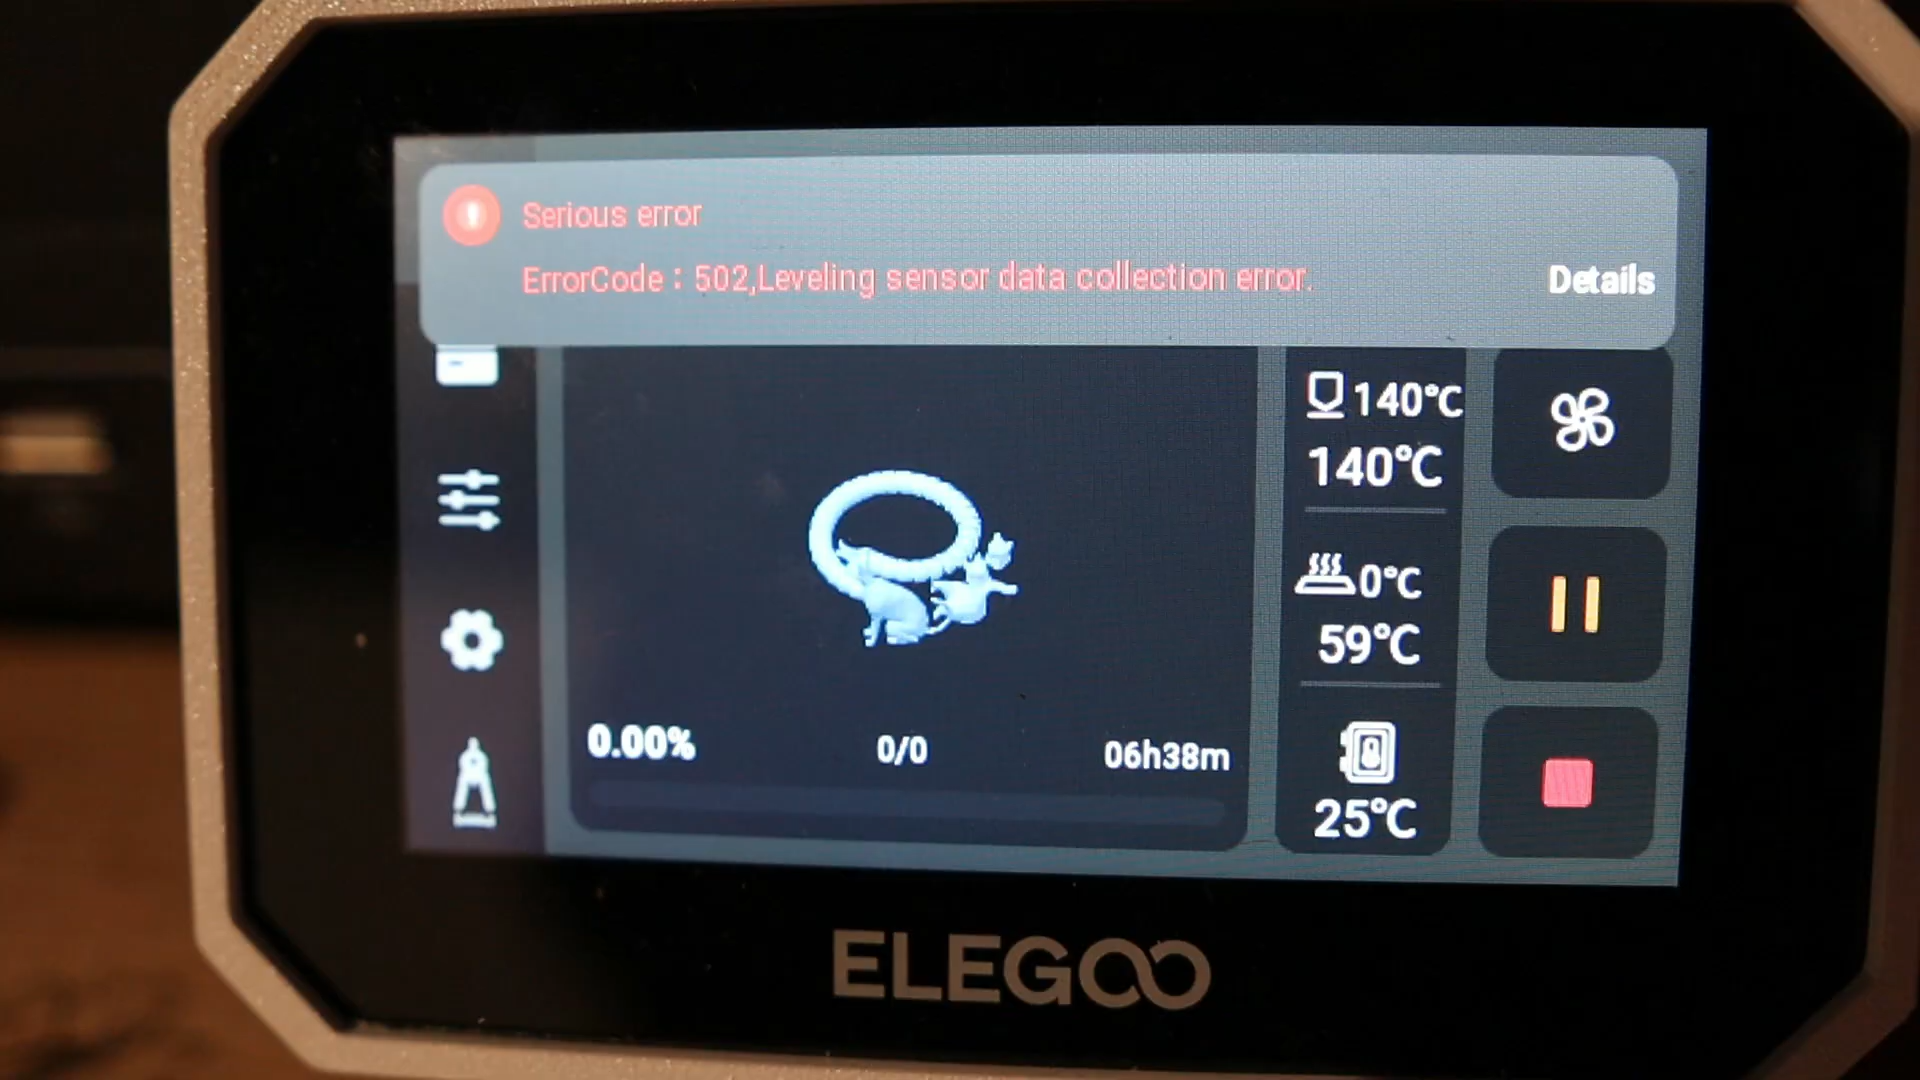 Serious error
ErrorCode : 502,Leveling sensor data collection error.
Details
140°C
140°C
0°C
59°C
25°C
0.00%
0/0
06h38m
ELEGOO